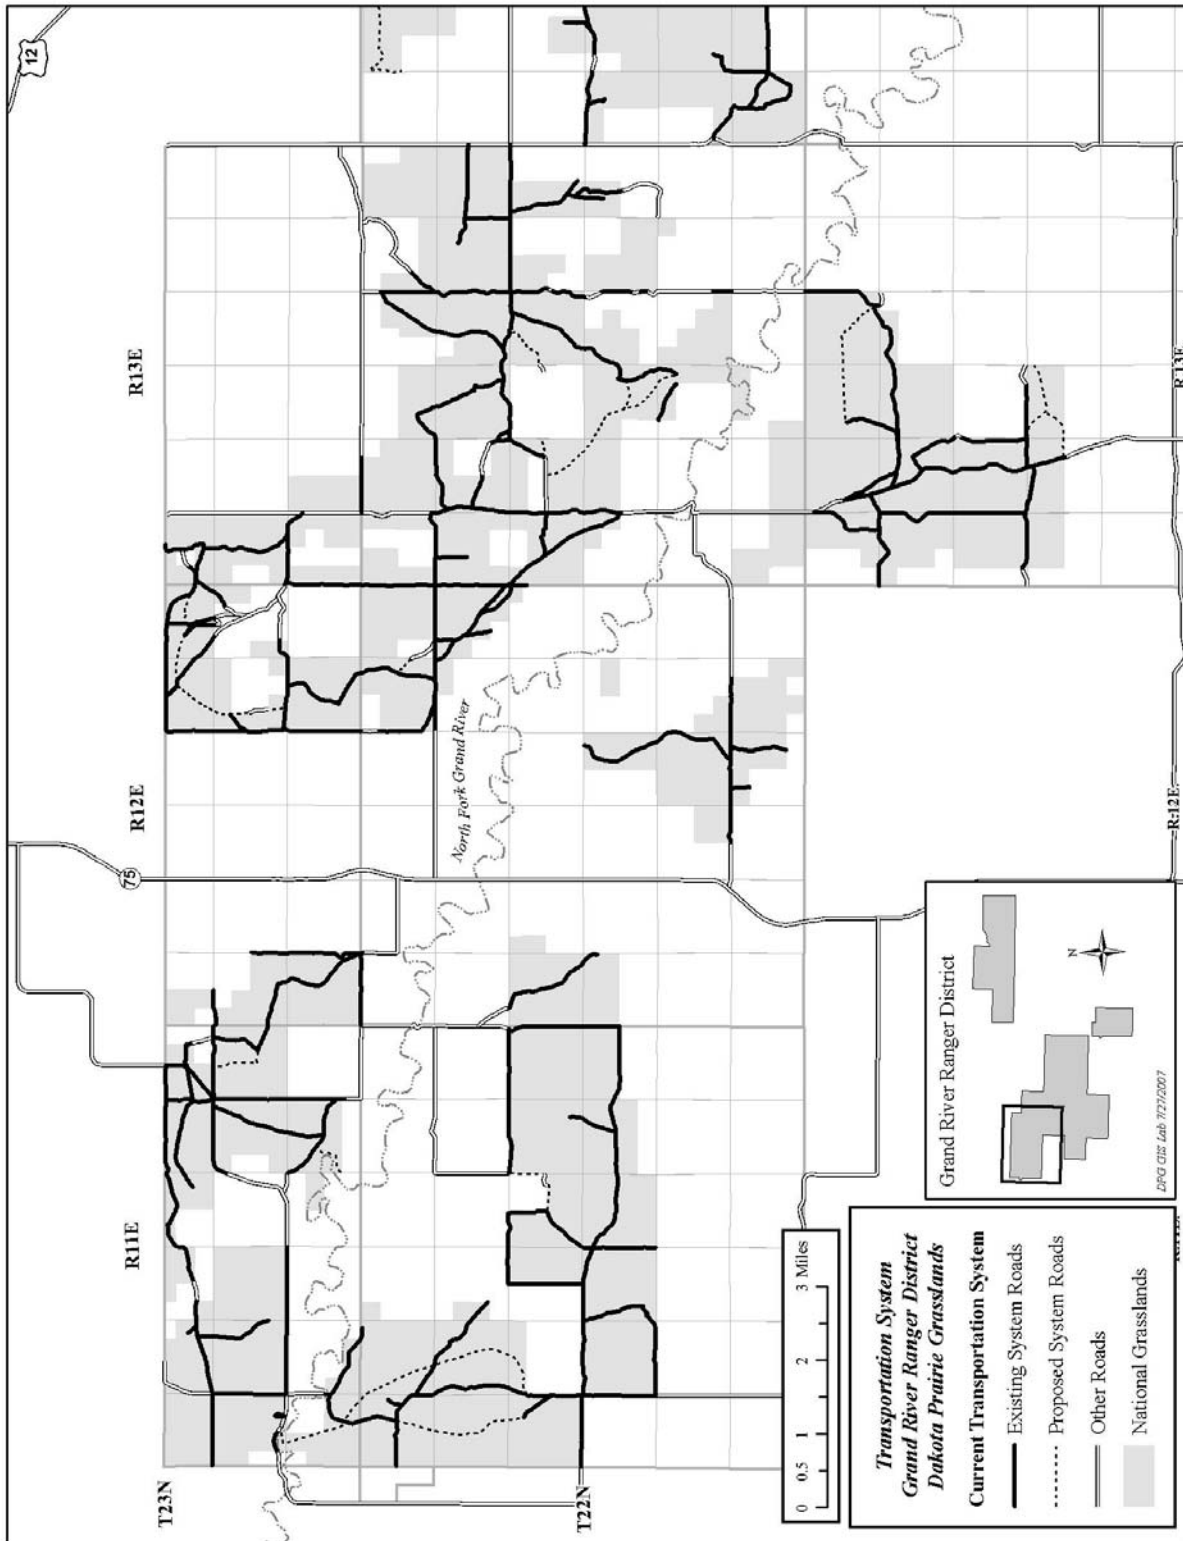 12
R13E
R12E
75
R11E
T23N
T22N
North Fork Grand River
R13E
R12E
0 0.5 1 2 3 Miles
Transportation System
Grand River Ranger District
Dakota Prairie Grasslands
Current Transportation System
Existing System Roads
Proposed System Roads
Other Roads
National Grasslands
Grand River Ranger District
N
DPG GIS Lab 7/27/2007